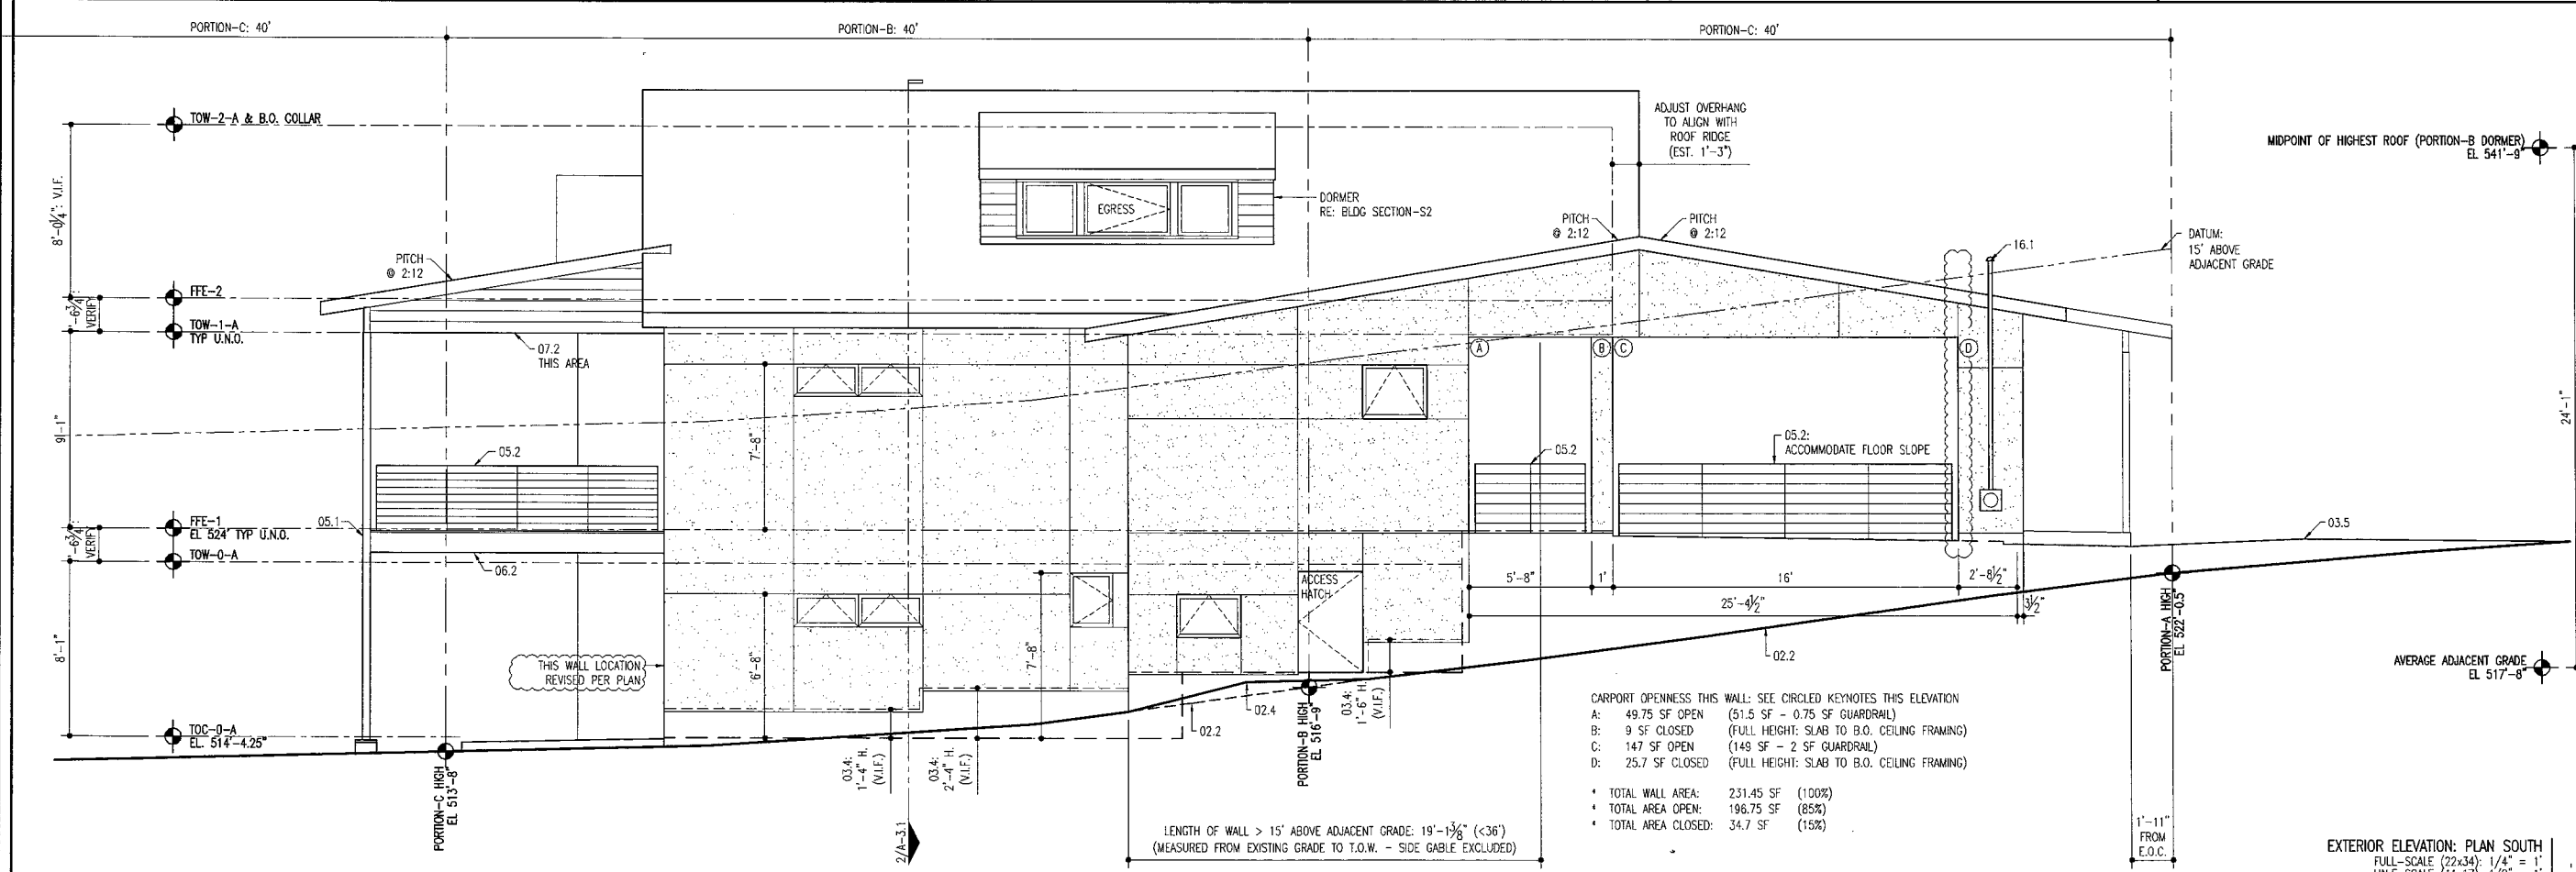 PORTION-C: 40'
PORTION-B: 40'
PORTION-C: 40'
TOW-2-A & B.O. COLLAR
8'-0¼": V.I.F.
ADJUST OVERHANG
TO ALIGN WITH
ROOF RIDGE
(EST. 1'-3")
MIDPOINT OF HIGHEST ROOF (PORTION-B DORMER)
EL 541'-9"
EGRESS
DORMER
RE: BLDG SECTION-S2
PITCH
@ 2:12
PITCH
@ 2:12
PITCH
@ 2:12
16.1
DATUM:
15' ABOVE
ADJACENT GRADE
FFE-2
VERIFY
TOW-1-A
TYP U.N.O.
07.2
THIS AREA
A
B
C
D
24'-1"
7'-8"
05.2
05.2
05.2:
ACCOMMODATE FLOOR SLOPE
FFE-1
EL 524' TYP U.N.O.
05.1
VERIFY
TOW-0-A
06.2
03.5
ACCESS
HATCH
5'-8"
1'
16'
2'-8½"
25'-4½"
3½"
8'-1"
6'-8"
7'-8"
THIS WALL LOCATION
REVISED PER PLAN
02.2
PORTION-A HIGH
EL 522'-0.5"
AVERAGE ADJACENT GRADE
EL 517'-8"
TOC-0-A
EL. 514'-4.25"
02.4
02.2
03.4:
1'-4" H.
(V.I.F.)
03.4:
2'-4" H.
(V.I.F.)
03.4:
1'-6" H.
(V.I.F.)
PORTION-C HIGH
EL 513'-8"
PORTION-B HIGH
EL 516'-9"
2/A-3.1
CARPORT OPENNESS THIS WALL: SEE CIRCLED KEYNOTES THIS ELEVATION
A: 49.75 SF OPEN (51.5 SF - 0.75 SF GUARDRAIL)
B: 9 SF CLOSED (FULL HEIGHT: SLAB TO B.O. CEILING FRAMING)
C: 147 SF OPEN (149 SF - 2 SF GUARDRAIL)
D: 25.7 SF CLOSED (FULL HEIGHT: SLAB TO B.O. CEILING FRAMING)
* TOTAL WALL AREA: 231.45 SF (100%)
* TOTAL AREA OPEN: 196.75 SF (85%)
* TOTAL AREA CLOSED: 34.7 SF (15%)
LENGTH OF WALL > 15' ABOVE ADJACENT GRADE: 19'-1⅜" (<36')
(MEASURED FROM EXISTING GRADE TO T.O.W. - SIDE GABLE EXCLUDED)
1'-11"
FROM
E.O.C.
EXTERIOR ELEVATION: PLAN SOUTH
FULL-SCALE (22x34): 1/4" = 1'